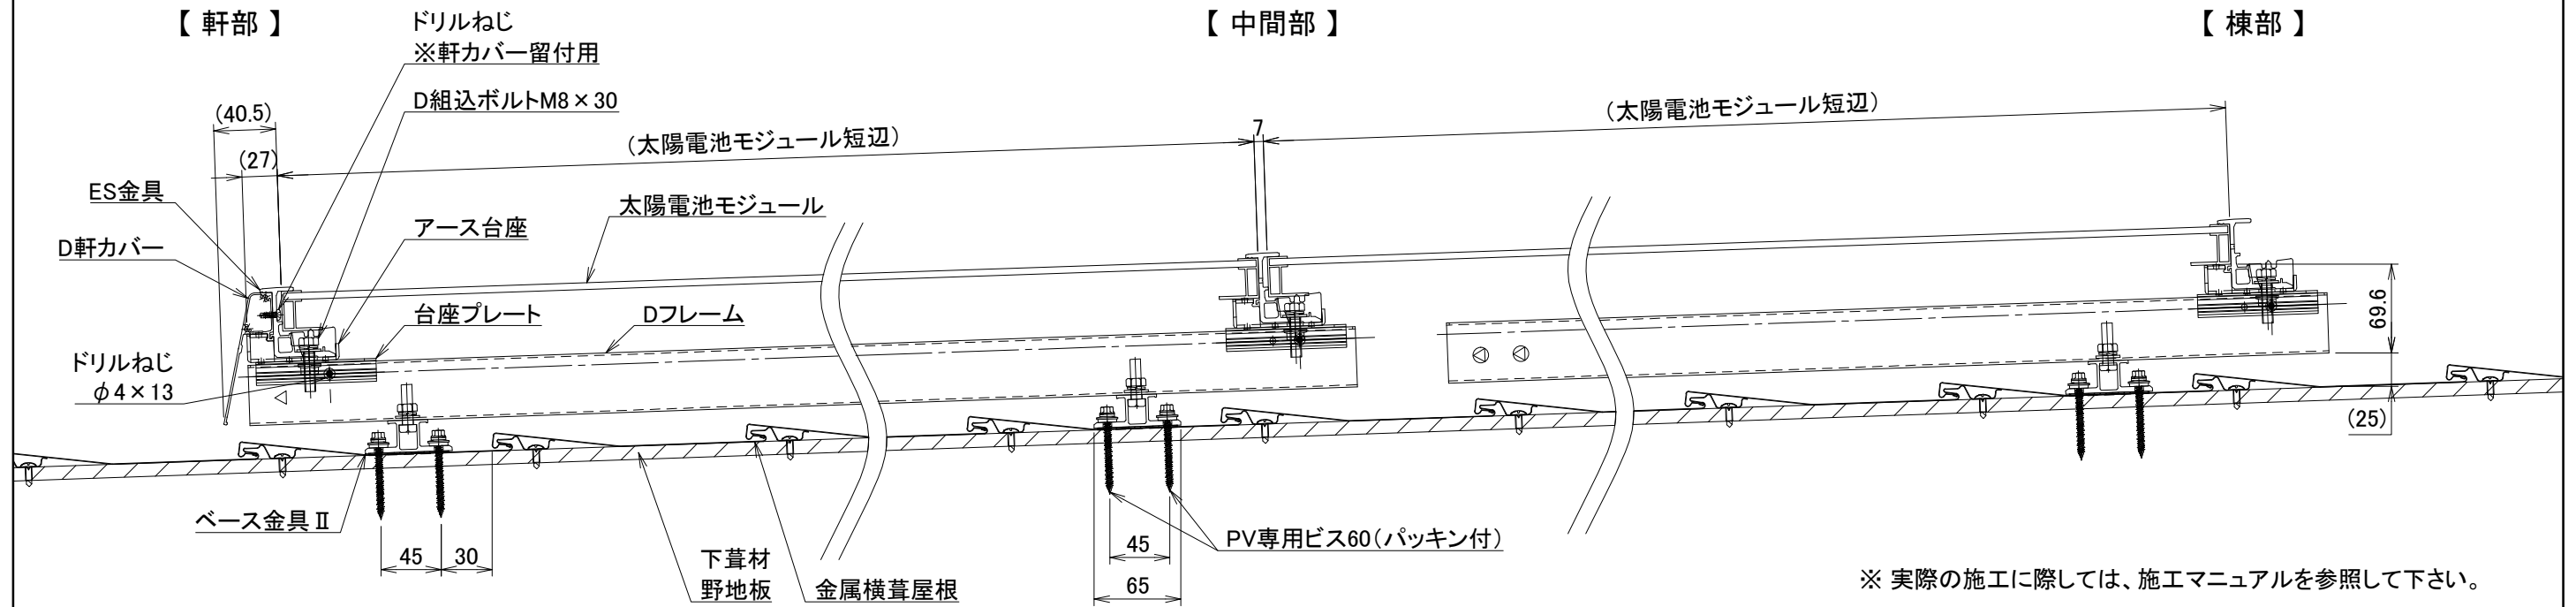 【 軒部 】
【 中間部 】
【 棟部 】
ドリルねじ
※軒カバー留付用
D組込ボルトM8×30
(40.5)
(27)
(太陽電池モジュール短辺)
7
(太陽電池モジュール短辺)
ES金具
D軒カバー
アース台座
太陽電池モジュール
台座プレート
Dフレーム
ドリルねじ
φ4×13
69.6
(25)
ベース金具Ⅱ
45
30
下葺材
野地板
金属横葺屋根
45
65
PV専用ビス60(パッキン付)
※ 実際の施工に際しては、施工マニュアルを参照して下さい。